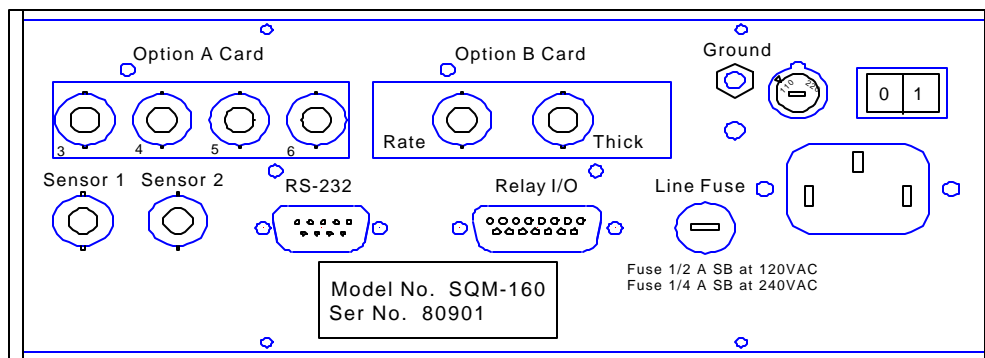 Option A Card
Option B Card
Ground
110 220
0 1
3 4 5 6
Rate
Thick
Sensor 1
Sensor 2
RS-232
Relay I/O
Line Fuse
Fuse 1/2 A SB at 120VAC
Fuse 1/4 A SB at 240VAC
Model No. SQM-160
Ser No. 80901